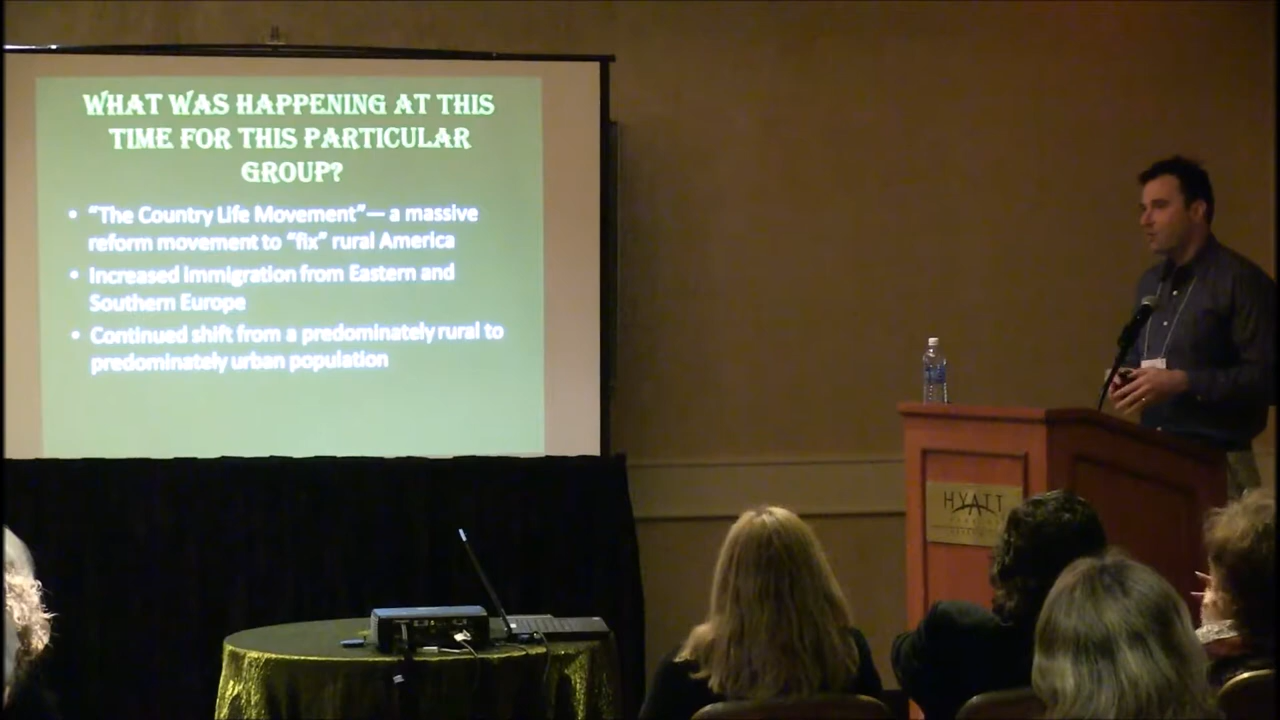 WHAT WAS HAPPENING AT THIS
TIME FOR THIS PARTICULAR
GROUP?
• “The Country Life Movement”— a massive
reform movement to “fix” rural America
• Increased immigration from Eastern and
Southern Europe
• Continued shift from a predominately rural to
predominately urban population
HYATT